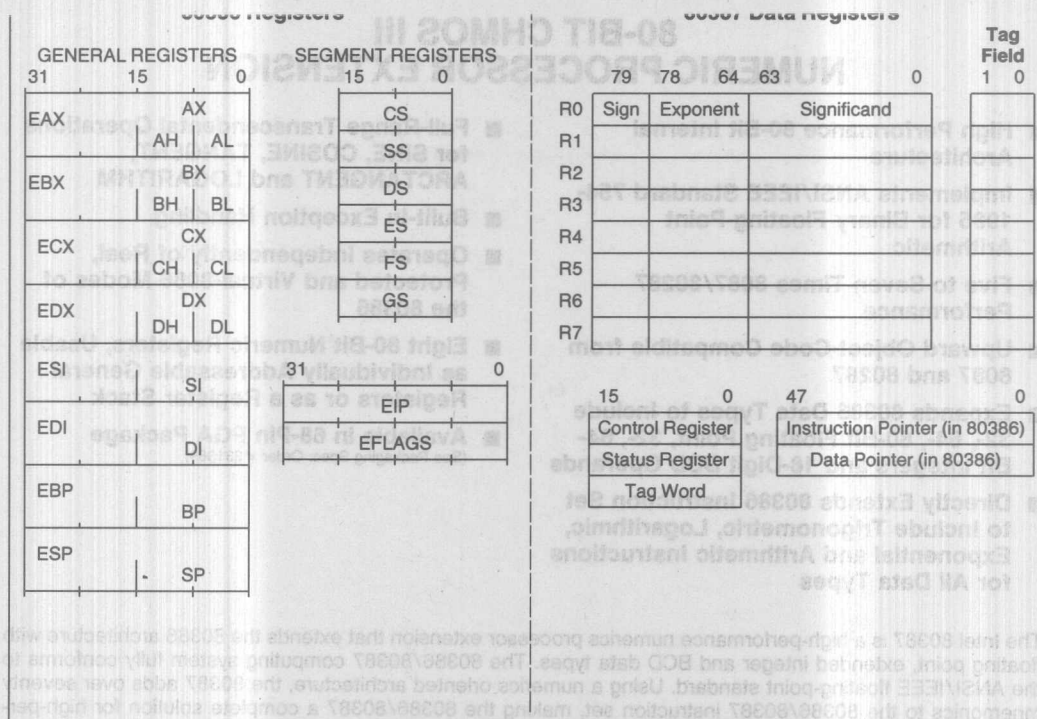 80386 Registers
80387 Data Registers
GENERAL REGISTERS
31 15 0
EAX AX
AH AL
EBX BX
BH BL
ECX CX
CH CL
EDX DX
DH DL
ESI
SI
EDI
DI
EBP
BP
ESP
SP
SEGMENT REGISTERS
15 0
CS
SS
DS
ES
FS
GS
31 0
EIP
EFLAGS
Tag
Field
79 78 64 63 0 1 0
R0 Sign Exponent Significand
R1
R2
R3
R4
R5
R6
R7
15 0
Control Register
Status Register
Tag Word
47 0
Instruction Pointer (in 80386)
Data Pointer (in 80386)
80-BIT CHMOS III
NUMERIC PROCESSOR EXTENSION
High Performance 80-Bit Internal
Architecture
Implements ANSI/IEEE Standard 754-
1985 for Binary Floating Point
Arithmetic
Five to Seven Times 8087/80287
Performance
Upward Object Code Compatible from
8087 and 80287
Expands 80386 Data Types to Include
Directly Extends 80386 Instruction Set
to Include Trigonometric, Logarithmic,
Exponential and Arithmetic Instructions
for All Data Types
Full-Range Transcendental Operations
for SINE, COSINE, TANGENT,
ARCTANGENT and LOGARITHM
Built-In Exception Handling
Operates Independently of Real,
Protected and Virtual-8086 Modes of
the 80386
Eight 80-Bit Numeric Registers, Usable
as Individually Addressable General
Registers or as a Register Stack
Available in 68-Pin PGA Package
The Intel 80387 is a high-performance numerics processor extension that extends the 80386 architecture with
floating point, extended integer and BCD data types. The 80386/80387 computing system fully conforms to
the ANSI/IEEE floating-point standard. Using a numerics oriented architecture, the 80387 adds over seventy
mnemonics to the 80386/80387 instruction set, making the 80386/80387 a complete solution for high-per-